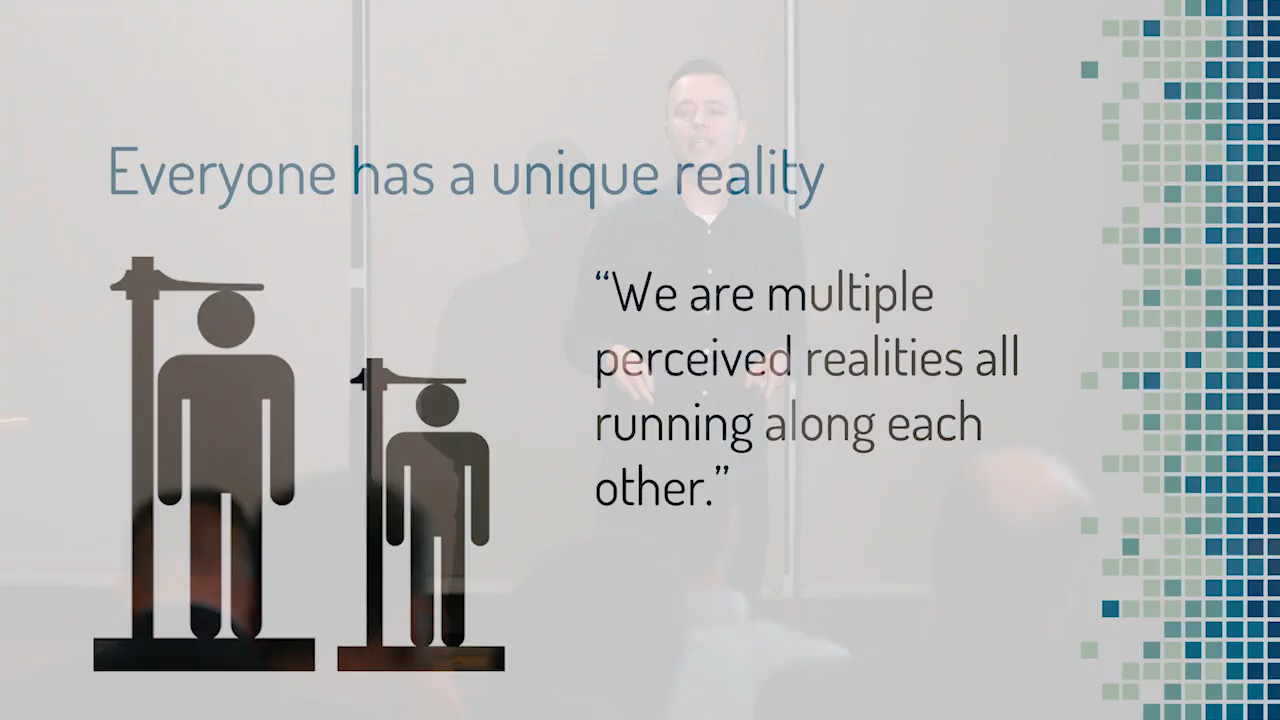 Everyone has a unique reality
“We are multiple
perceived realities all
running along each
other.”